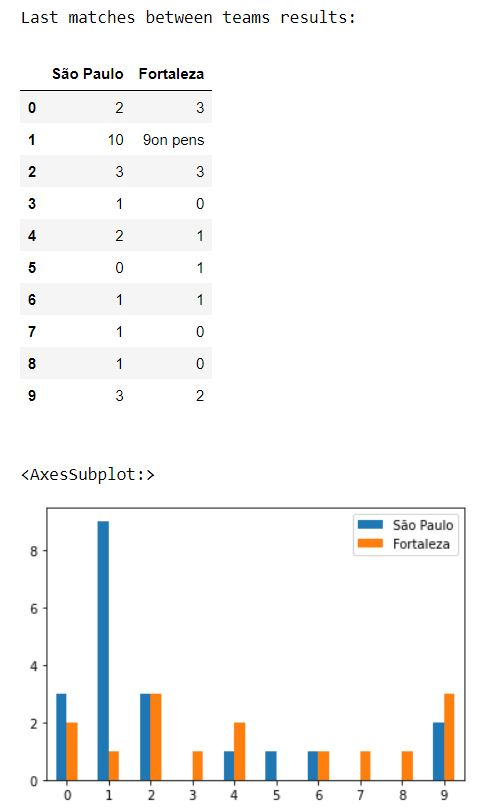 Last matches between teams results:
São Paulo Fortaleza
0 2 3
1 10 9on pens
2 3 3
3 1 0
4 2 1
5 0 1
6 1 1
7 1 0
8 1 0
9 3 2
<AxesSubplot:>
São Paulo
Fortaleza
8
6
4
2
0
0 1 2 3 4 5 6 7 8 9